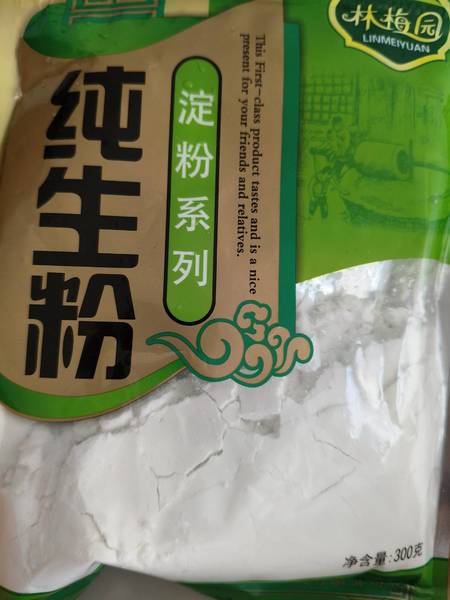 林梅园
LINMEIYUAN
纯生粉
淀粉系列
This First-class product tastes and is a nice
present for your friends and relatives.
净含量:300克